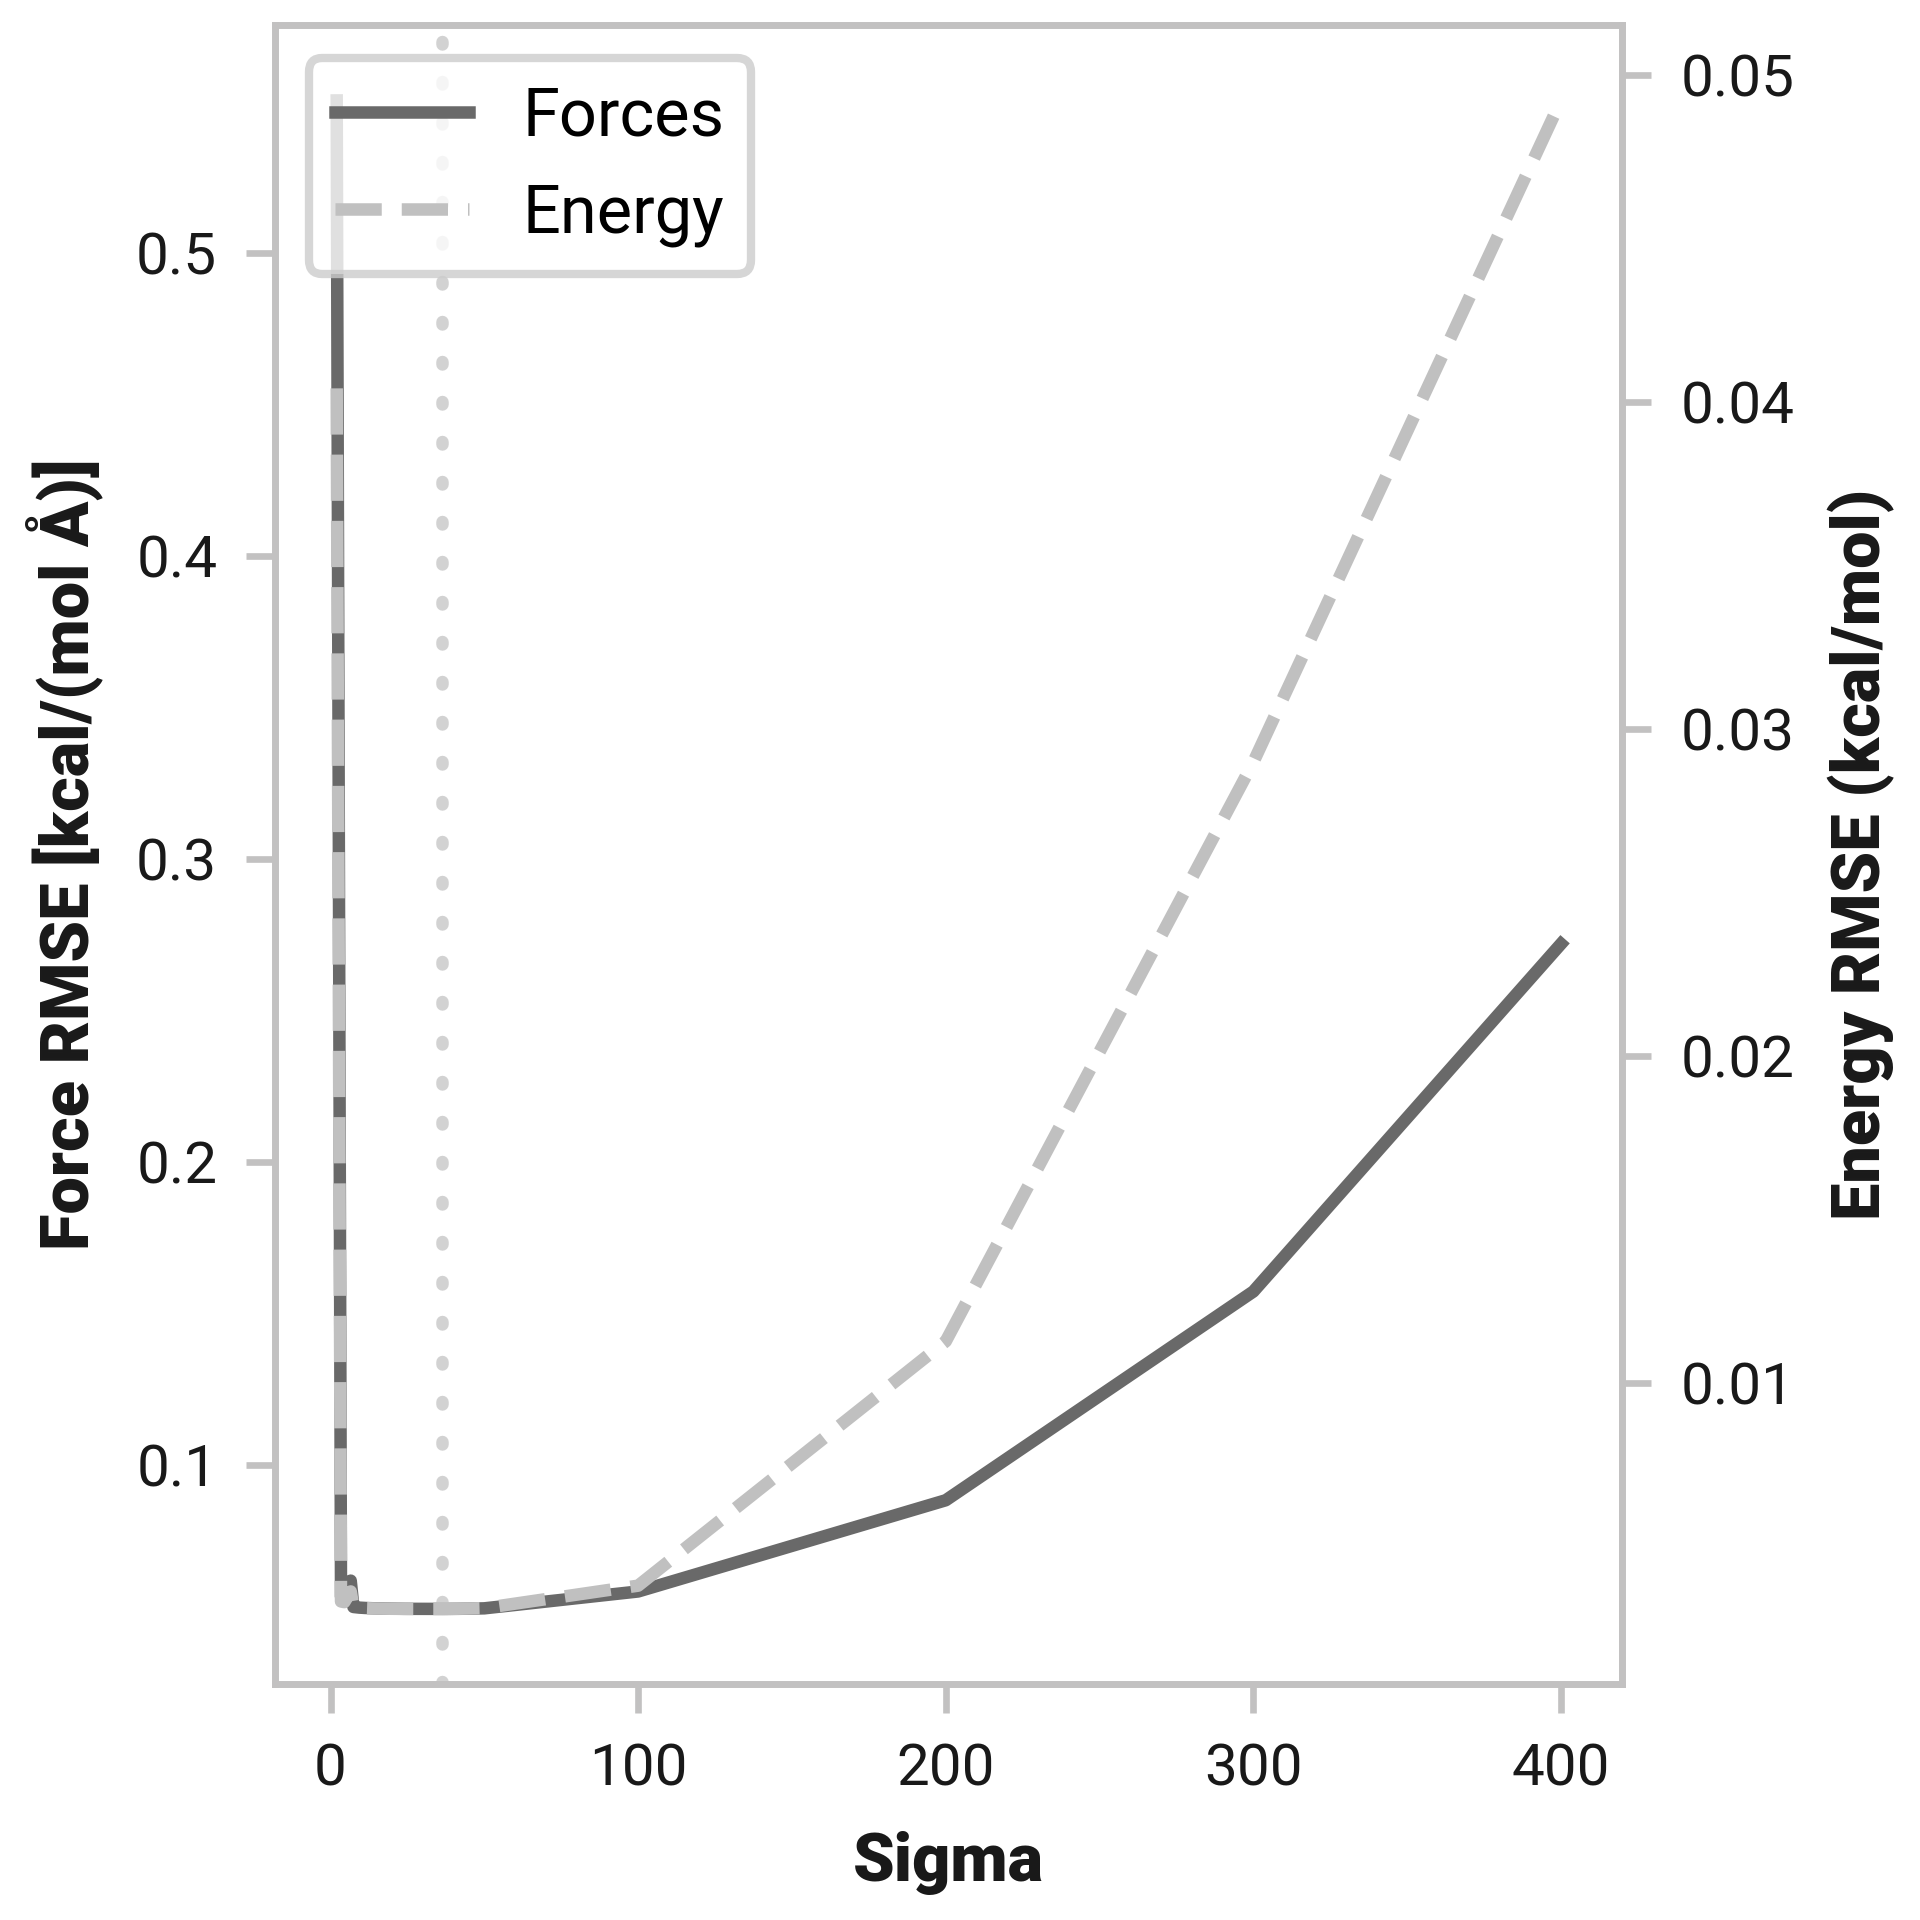 Forces
Energy
0.5
0.4
0.3
0.2
0.1
Force RMSE [kcal/(mol Å)]
0.05
0.04
0.03
0.02
0.01
Energy RMSE (kcal/mol)
0 100 200 300 400
Sigma